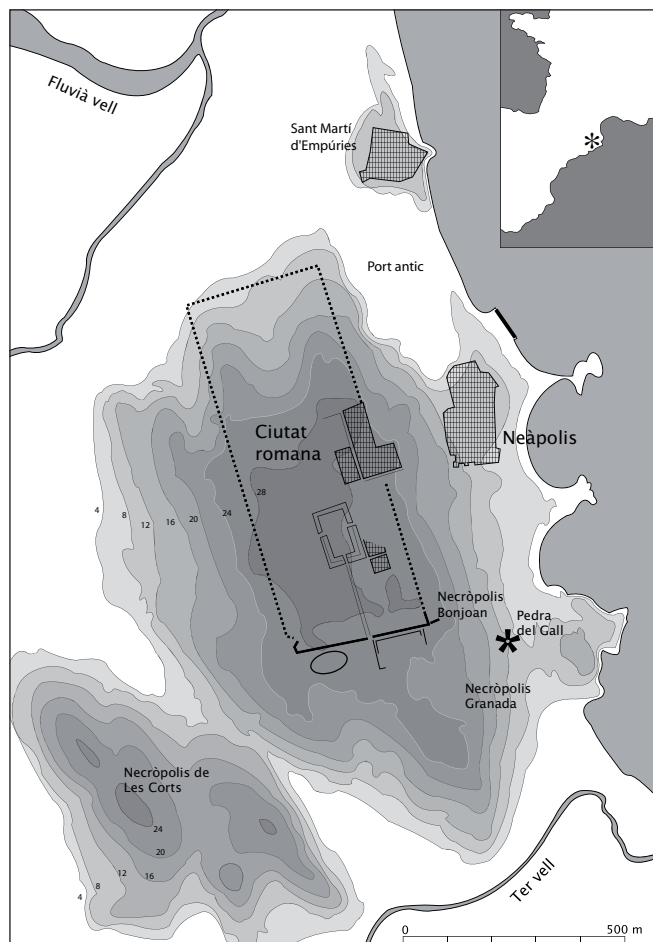 Fluvià vell
Sant Martí
d'Empúries
*
Port antic
Ciutat
romana
Neàpolis
28
24
20
16
12
8
4
Necròpolis
Bonjoan
Pedra
del Gall
*
Necròpolis
Granada
Necròpolis de
Les Corts
24
20
16
12
8
4
Ter vell
0 500 m